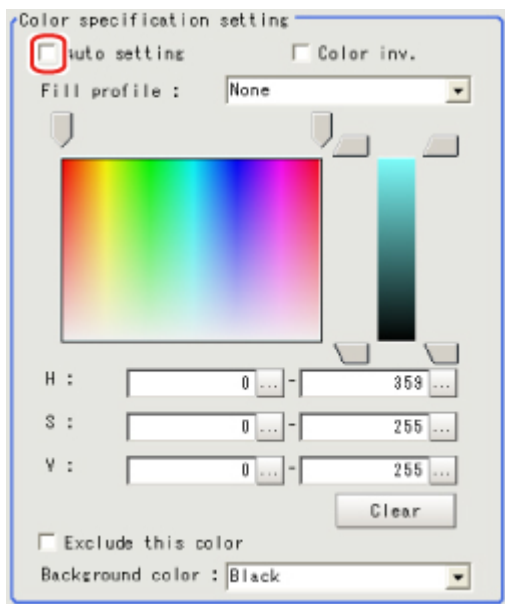 Color specification setting
Auto setting Color inv.
Fill profile : None
H : 0 ... - 359 ...
S : 0 ... - 255 ...
V : 0 ... - 255 ...
Clear
Exclude this color
Background color : Black